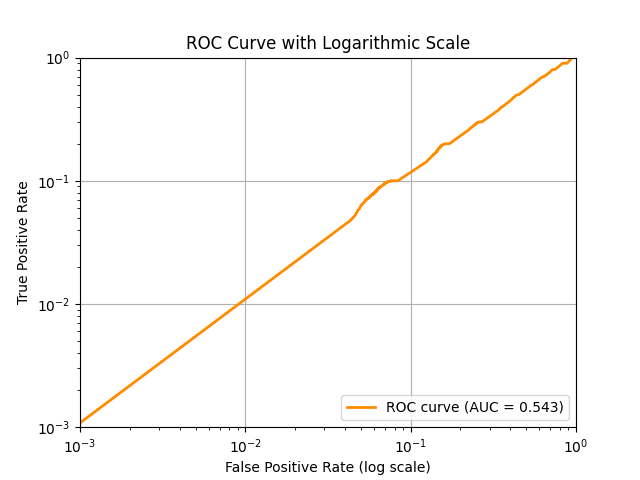 ROC Curve with Logarithmic Scale
True Positive Rate
10⁰
10⁻¹
10⁻²
10⁻³
ROC curve (AUC = 0.543)
10⁻³ 10⁻² 10⁻¹ 10⁰
False Positive Rate (log scale)